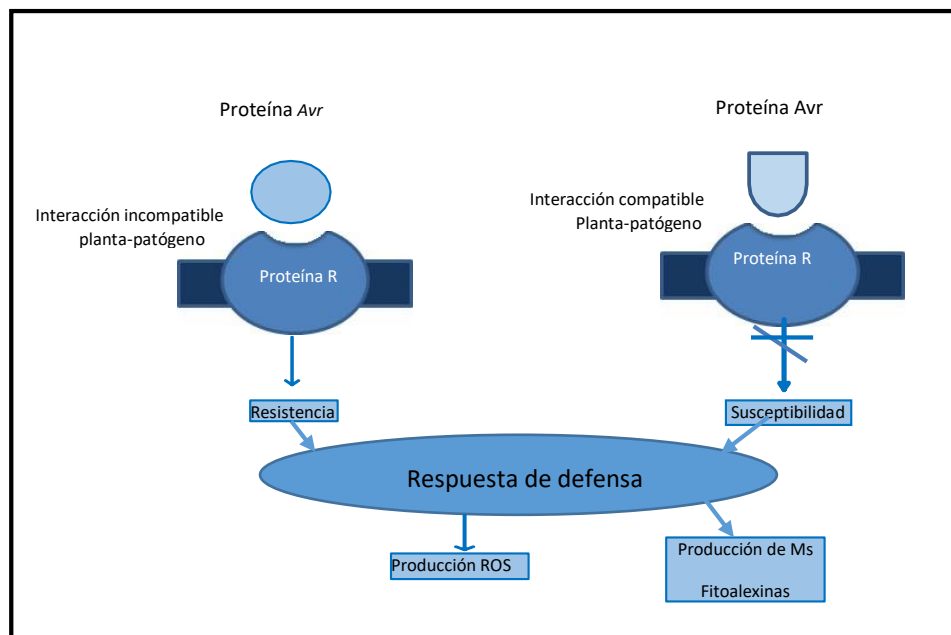 Proteína Avr
Proteína Avr
Interacción incompatible
planta-patógeno
Interacción compatible
Planta-patógeno
Proteína R
Proteína R
Resistencia
Susceptibilidad
Respuesta de defensa
Producción ROS
Producción de Ms
Fitoalexinas